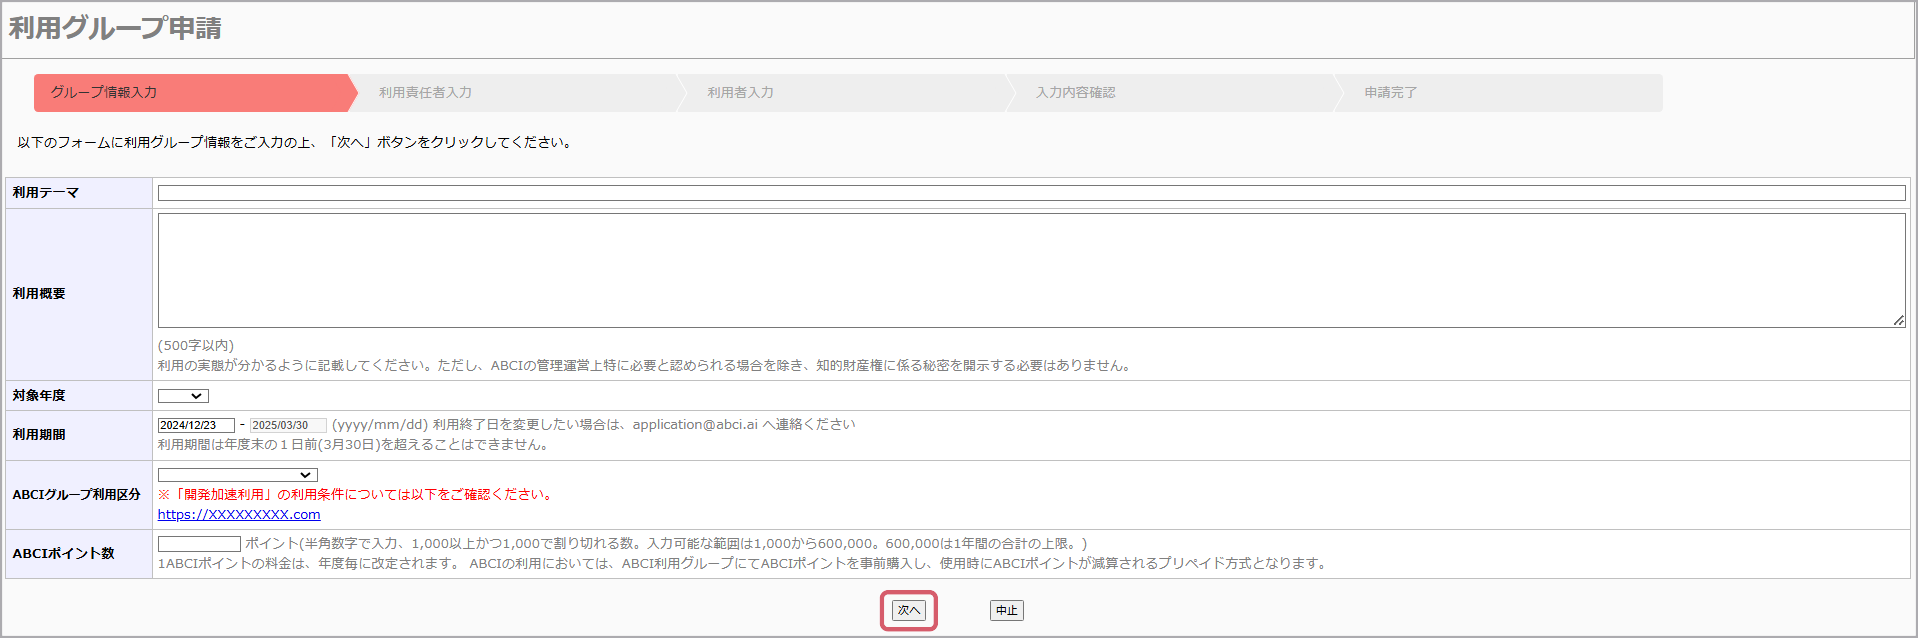 利用グループ申請
グループ情報入力
利用責任者入力
利用者入力
入力内容確認
申請完了
以下のフォームに利用グループ情報をご入力の上、「次へ」ボタンをクリックしてください。
利用テーマ
利用概要
(500字以内)
利用の実態が分かるように記載してください。ただし、ABCIの管理運営上特に必要と認められる場合を除き、知的財産権に係る秘密を開示する必要はありません。
対象年度
利用期間
2024/12/23 - 2025/03/30 (yyyy/mm/dd) 利用終了日を変更したい場合は、application@abci.ai へ連絡ください
利用期間は年度末の１日前(3月30日)を超えることはできません。
ABCIグループ利用区分
※「開発加速利用」の利用条件については以下をご確認ください。
https://XXXXXXXXX.com
ABCIポイント数
ポイント(半角数字で入力、1,000以上かつ1,000で割り切れる数。入力可能な範囲は1,000から600,000。600,000は1年間の合計の上限。)
1ABCIポイントの料金は、年度毎に改定されます。 ABCIの利用においては、ABCI利用グループにてABCIポイントを事前購入し、使用時にABCIポイントが減算されるプリペイド方式となります。
次へ
中止